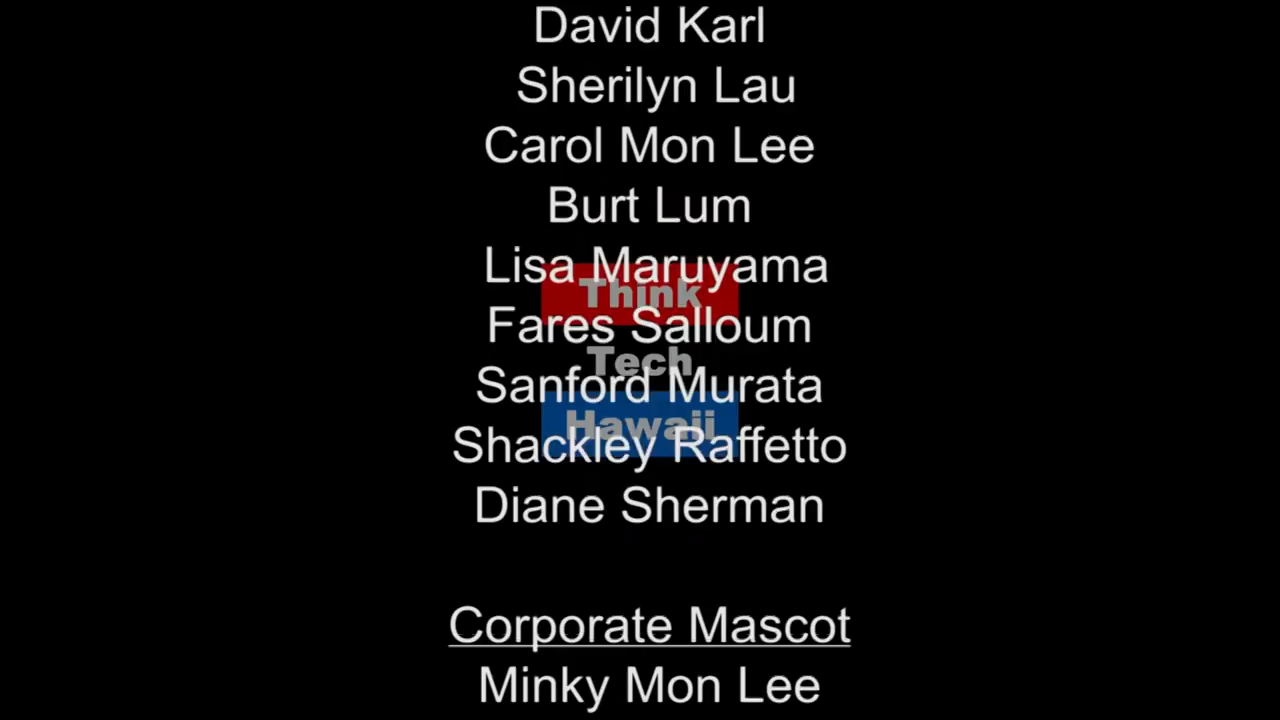 David Karl
Sherilyn Lau
Carol Mon Lee
Burt Lum
Lisa Maruyama
Think
Fares Salloum
Tech
Sanford Murata
Hawaii
Shackley Raffetto
Diane Sherman
Corporate Mascot
Minky Mon Lee